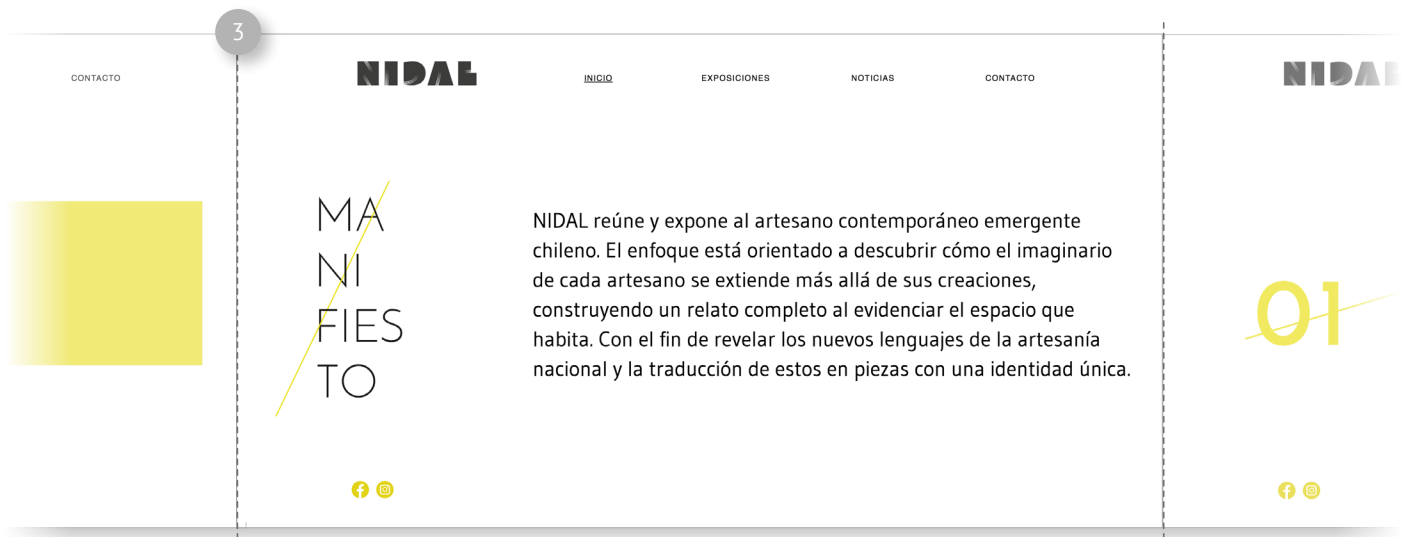 3
CONTACTO
NIDAL
INICIO
EXPOSICIONES
NOTICIAS
CONTACTO
NIDAL
MA
NI
FIES
TO
NIDAL reúne y expone al artesano contemporáneo emergente
chileno. El enfoque está orientado a descubrir cómo el imaginario
de cada artesano se extiende más allá de sus creaciones,
construyendo un relato completo al evidenciar el espacio que
habita. Con el fin de revelar los nuevos lenguajes de la artesanía
nacional y la traducción de estos en piezas con una identidad única.
01